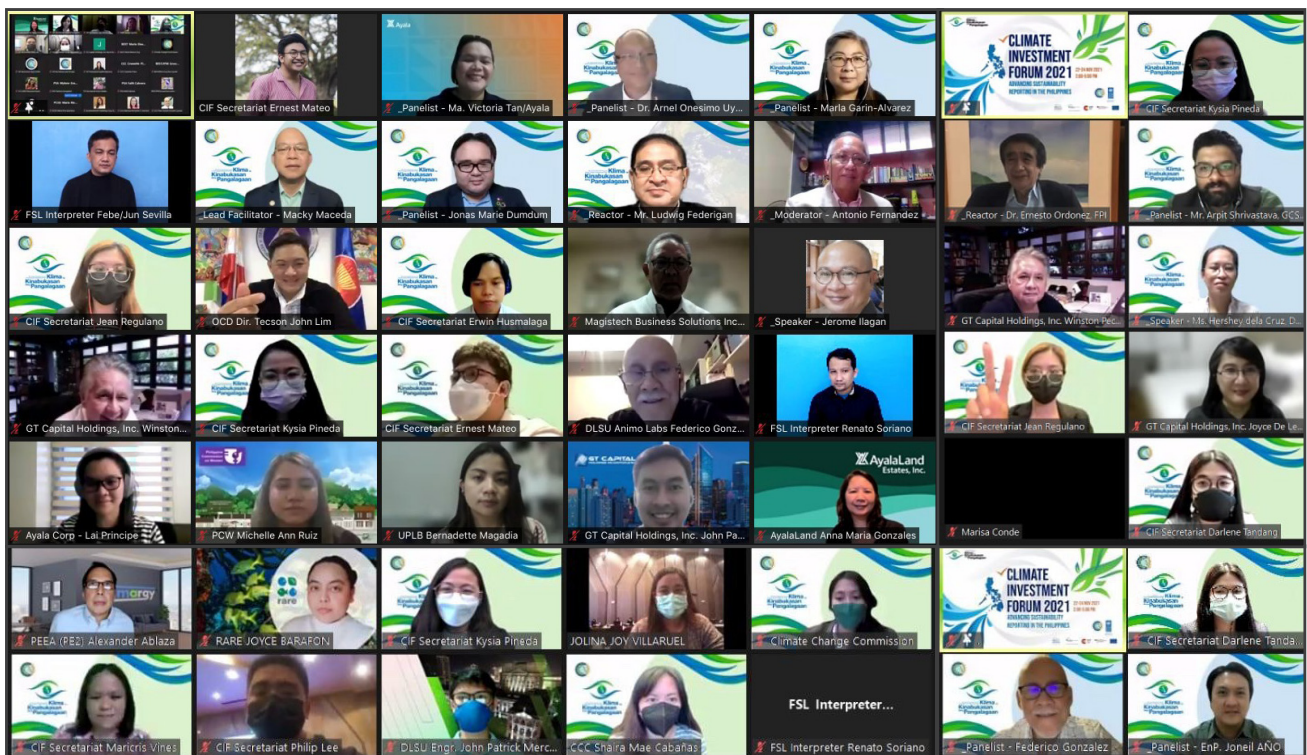 CIF Secretariat Ernest Mateo
Ayala
_Panelist - Ma. Victoria Tan/Ayala
_Panelist - Dr. Arnel Onesimo Uy...
_Panelist - Marla Garin-Alvarez
CLIMATE
INVESTMENT
FORUM 2021
ADVANCING SUSTAINABILITY
REPORTING IN THE PHILIPPINES
CIF Secretariat Kysia Pineda
FSL Interpreter Febe/Jun Sevilla
Klima
Kinabukasan
Pangalagaan
_Lead Facilitator - Macky Maceda
_Panelist - Jonas Marie Dumdum
_Reactor - Mr. Ludwig Federigan
_Moderator - Antonio Fernandez
_Reactor - Dr. Ernesto Ordonez, FPI
_Panelist - Mr. Arpit Shrivastava, GCS...
CIF Secretariat Jean Regulano
OCD Dir. Tecson John Lim
CIF Secretariat Erwin Husmalaga
Magistech Business Solutions Inc...
_Speaker - Jerome Ilagan
GT Capital Holdings, Inc. Winston Pec...
_Speaker - Ms. Hershey dela Cruz, D...
GT Capital Holdings, Inc. Winston...
CIF Secretariat Kysia Pineda
CIF Secretariat Ernest Mateo
DLSU Animo Labs Federico Gonz...
FSL Interpreter Renato Soriano
CIF Secretariat Jean Regulano
GT Capital Holdings, Inc. Joyce De Le...
Ayala Corp - Lai Principe
PCW Michelle Ann Ruiz
UPLB Bernadette Magadia
GT CAPITAL
GT Capital Holdings, Inc. John Pa...
AyalaLand
Estates, Inc.
AyalaLand Anna Maria Gonzales
Marisa Conde
CIF Secretariat Darlene Tandang
PEEA (PE2) Alexander Ablaza
rare
RARE JOYCE BARAFON
CIF Secretariat Kysia Pineda
JOLINA JOY VILLARUEL
Climate Change Commission
CLIMATE
INVESTMENT
FORUM 2021
ADVANCING SUSTAINABILITY
REPORTING IN THE PHILIPPINES
CIF Secretariat Darlene Tanda...
CIF Secretariat Maricris Vines
CIF Secretariat Philip Lee
DLSU Engr. John Patrick Merc...
CCC Shaira Mae Cabañas
FSL Interpreter...
FSL Interpreter Renato Soriano
_Panelist - Federico Gonzalez
_Panelist - EnP. Joneil AÑO